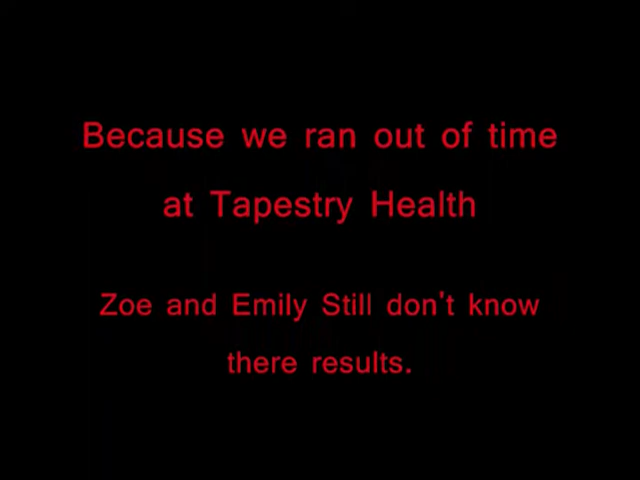 Because we ran out of time
at Tapestry Health
Zoe and Emily Still don't know
there results.